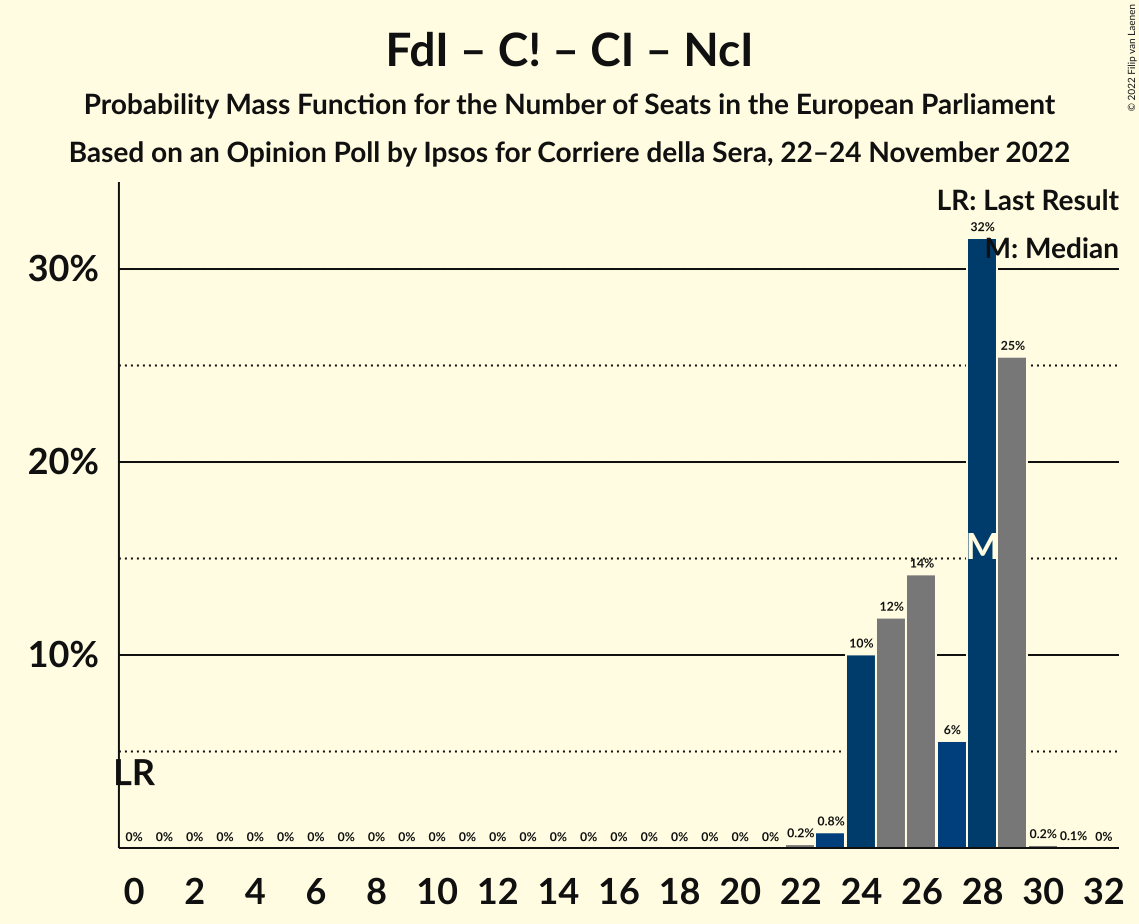 FdI – C! – CI – NcI
Probability Mass Function for the Number of Seats in the European Parliament
Based on an Opinion Poll by Ipsos for Corriere della Sera, 22–24 November 2022
© 2022 Filip van Laenen
LR: Last Result
M: Median
30%
20%
10%
32%
25%
14%
12%
10%
6%
M
LR
0% 0% 0% 0% 0% 0% 0% 0% 0% 0% 0% 0% 0% 0% 0% 0% 0% 0% 0% 0% 0% 0% 0.2% 0.8% 0.2% 0.1% 0%
0 2 4 6 8 10 12 14 16 18 20 22 24 26 28 30 32